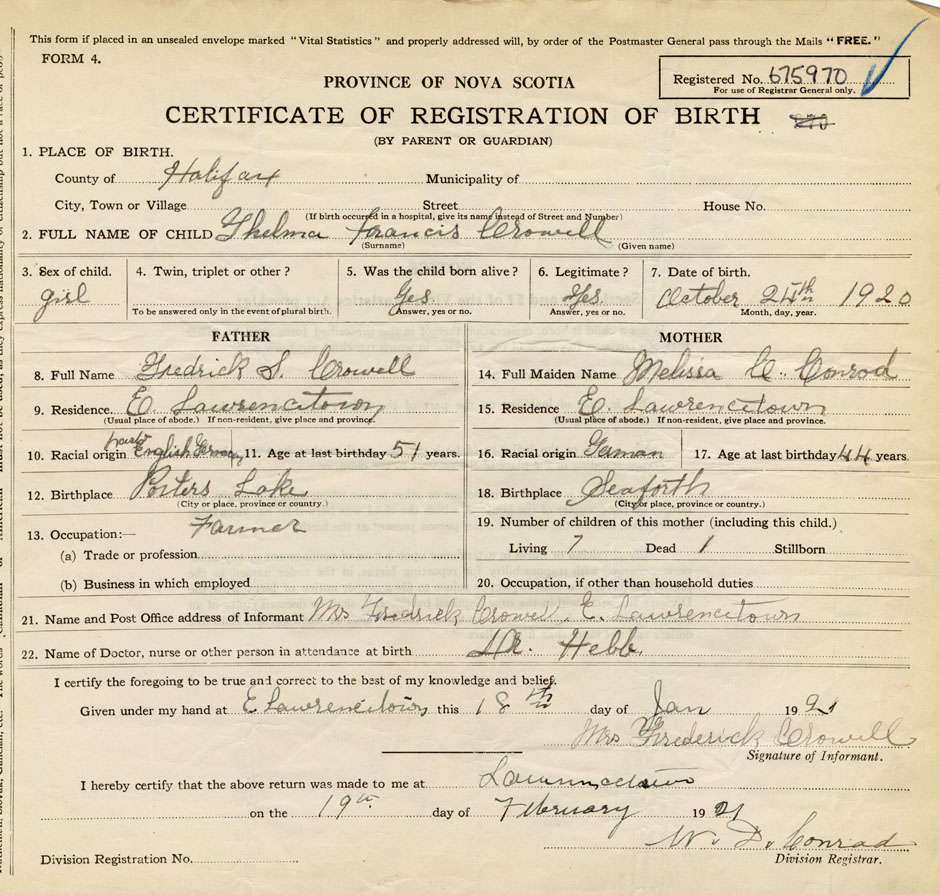 This form if placed in an unsealed envelope marked "Vital Statistics" and properly addressed will, by order of the Postmaster General pass through the Mails "FREE."
FORM 4.
Registered No. 675970
For use of Registrar General only.
PROVINCE OF NOVA SCOTIA
CERTIFICATE OF REGISTRATION OF BIRTH
(BY PARENT OR GUARDIAN)
1. PLACE OF BIRTH.
County of Halifax Municipality of
City, Town or Village Street House No.
(If birth occurred in a hospital, give its name instead of Street and Number)
2. FULL NAME OF CHILD Thelma Francis Crowell
(Surname) (Given name)
3. Sex of child. 4. Twin, triplet or other? 5. Was the child born alive? 6. Legitimate? 7. Date of birth.
girl Yes. Yes. October 24th 1920
To be answered only in the event of plural birth. Answer, yes or no. Answer, yes or no. Month, day, year.
FATHER
8. Full Name Fredrick S. Crowell
9. Residence. E. Lawrencetown
(Usual place of abode.) If non-resident, give place and province.
10. Racial origin English 11. Age at last birthday 51 years.
12. Birthplace Porters Lake
(City or place, province or country.)
13. Occupation:— Farmer
(a) Trade or profession
(b) Business in which employed
MOTHER
14. Full Maiden Name Melissa C. Conrod
15. Residence E. Lawrencetown
(Usual place of abode.) If non-resident, give place and province.
16. Racial origin German 17. Age at last birthday 44 years.
18. Birthplace Seaforth
(City or place, province or country.)
19. Number of children of this mother (including this child.)
Living 7 Dead 1 Stillborn
20. Occupation, if other than household duties
21. Name and Post Office address of Informant Mrs Fredrick Crowell. E. Lawrencetown
22. Name of Doctor, nurse or other person in attendance at birth Dr. Hebb.
I certify the foregoing to be true and correct to the best of my knowledge and belief.
Given under my hand at E Lawrencetown this 18th day of Jan 1921
Mrs Frederick Crowell
Signature of Informant.
I hereby certify that the above return was made to me at Lawrencetown
on the 19th day of February 1921
W. D. Conrad
Division Registrar.
Division Registration No.